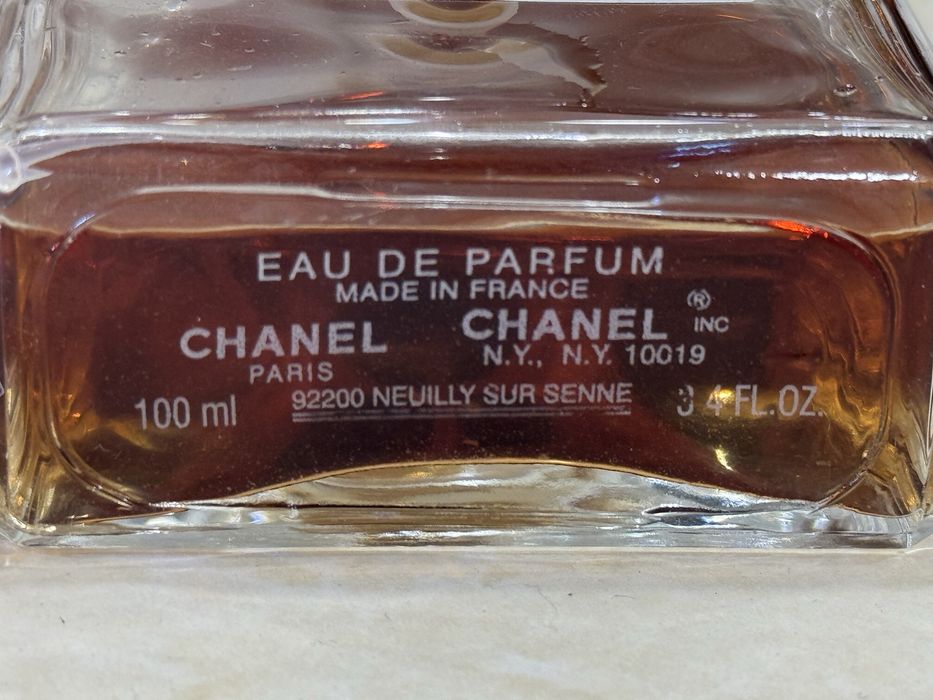 EAU DE PARFUM
MADE IN FRANCE
CHANEL CHANEL ® INC
PARIS N.Y., N.Y. 10019
100 ml 92200 NEUILLY SUR SENNE 3 4 FL.OZ.